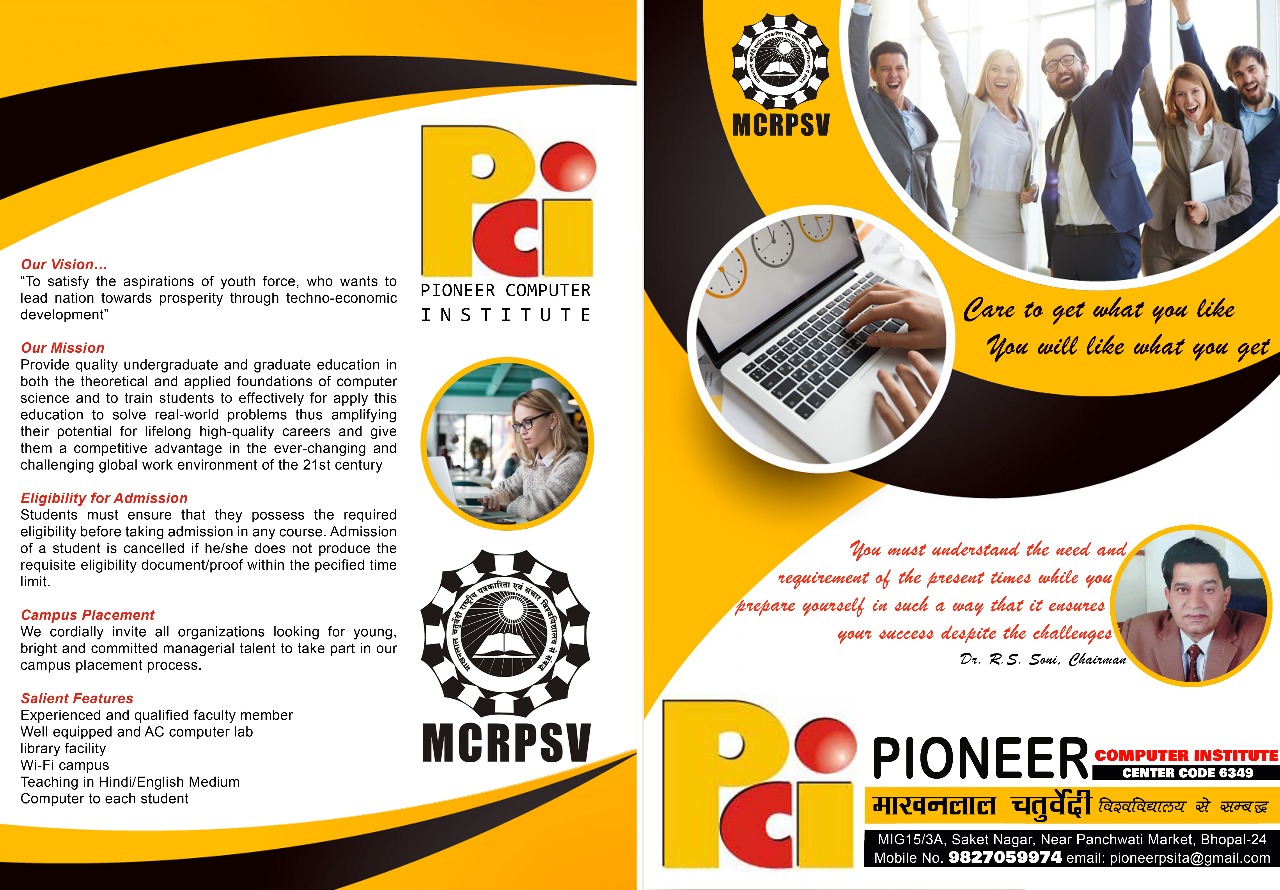 Our Vision...
“To satisfy the aspirations of youth force, who wants to
lead nation towards prosperity through techno-economic
development”
Our Mission
Provide quality undergraduate and graduate education in
both the theoretical and applied foundations of computer
science and to train students to effectively for apply this
education to solve real-world problems thus amplifying
their potential for lifelong high-quality careers and give
them a competitive advantage in the ever-changing and
challenging global work environment of the 21st century
Eligibility for Admission
Students must ensure that they possess the required
eligibility before taking admission in any course. Admission
of a student is cancelled if he/she does not produce the
requisite eligibility document/proof within the pecified time
limit.
Campus Placement
We cordially invite all organizations looking for young,
bright and committed managerial talent to take part in our
campus placement process.
Salient Features
Experienced and qualified faculty member
Well equipped and AC computer lab
library facility
Wi-Fi campus
Teaching in Hindi/English Medium
Computer to each student
Pci
PIONEER COMPUTER
INSTITUTE
माखनलाल चतुर्वेदी राष्ट्रीय पत्रकारिता एवं संचार विश्वविद्यालय से सम्बद्ध
MCRPSV
MCRPSV
Care to get what you like
You will like what you get
You must understand the need and
requirement of the present times while you
prepare yourself in such a way that it ensures
your success despite the challenges
Dr. R.S. Soni, Chairman
Pci
PIONEER COMPUTER INSTITUTE
CENTER CODE 6349
माखनलाल चतुर्वेदी विश्वविद्यालय से सम्बद्ध
MIG15/3A, Saket Nagar, Near Panchwati Market, Bhopal-24
Mobile No. 9827059974 email: pioneerpsita@gmail.com